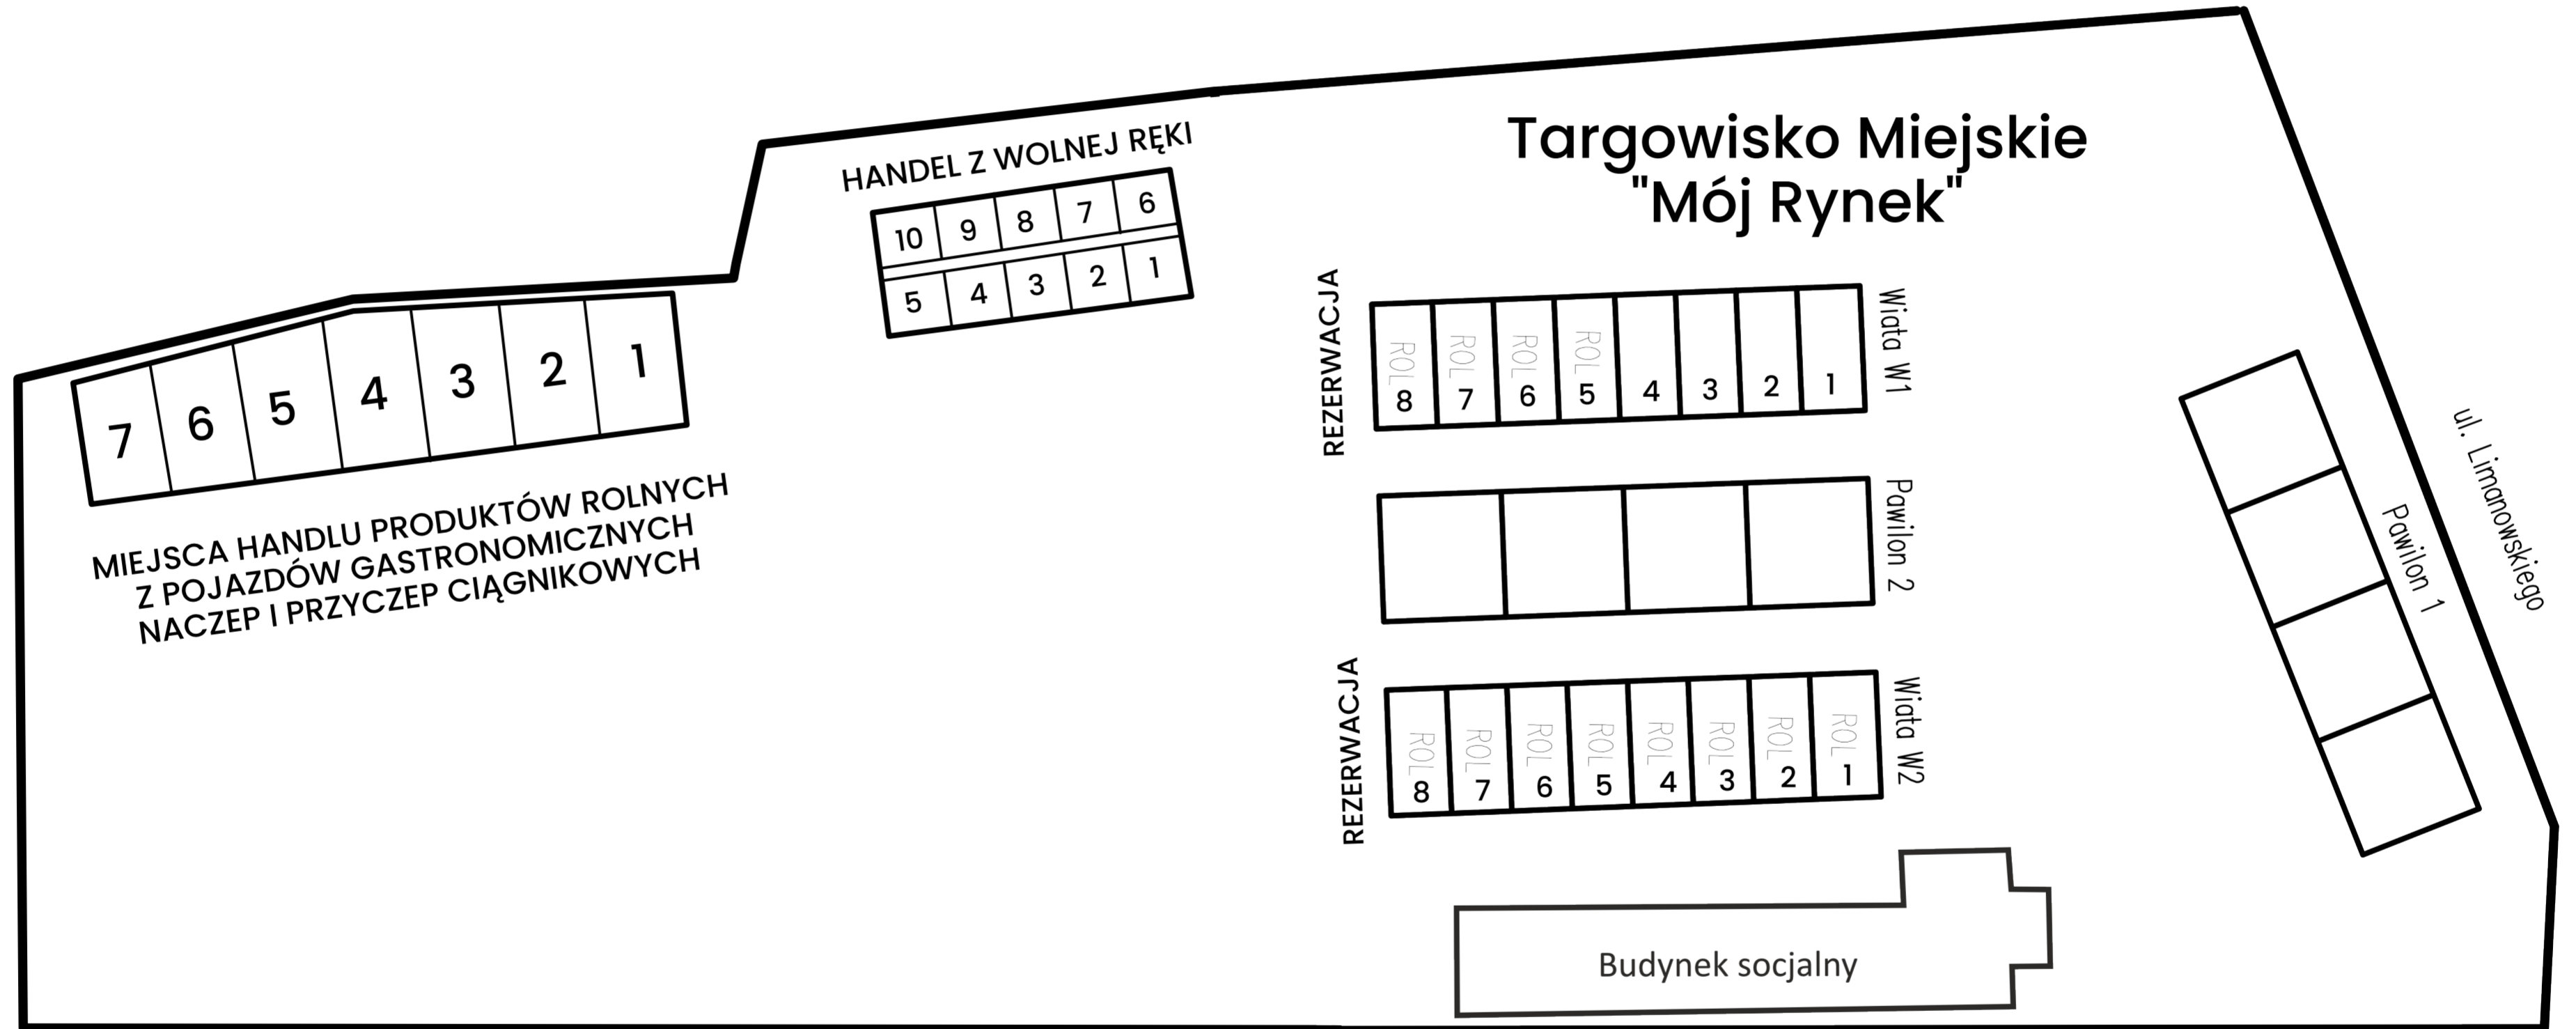 Targowisko Miejskie
"Mój Rynek"
HANDEL Z WOLNEJ RĘKI
10 9 8 7 6
5 4 3 2 1
7 6 5 4 3 2 1
MIEJSCA HANDLU PRODUKTÓW ROLNYCH
Z POJAZDÓW GASTRONOMICZNYCH
NACZEP I PRZYCZEP CIĄGNIKOWYCH
REZERWACJA
ROL ROL ROL ROL
8 7 6 5 4 3 2 1
Wiata W1
Pawilon 2
REZERWACJA
ROL ROL ROL ROL ROL ROL ROL ROL
8 7 6 5 4 3 2 1
Wiata W2
Pawilon 1
ul. Limanowskiego
Budynek socjalny